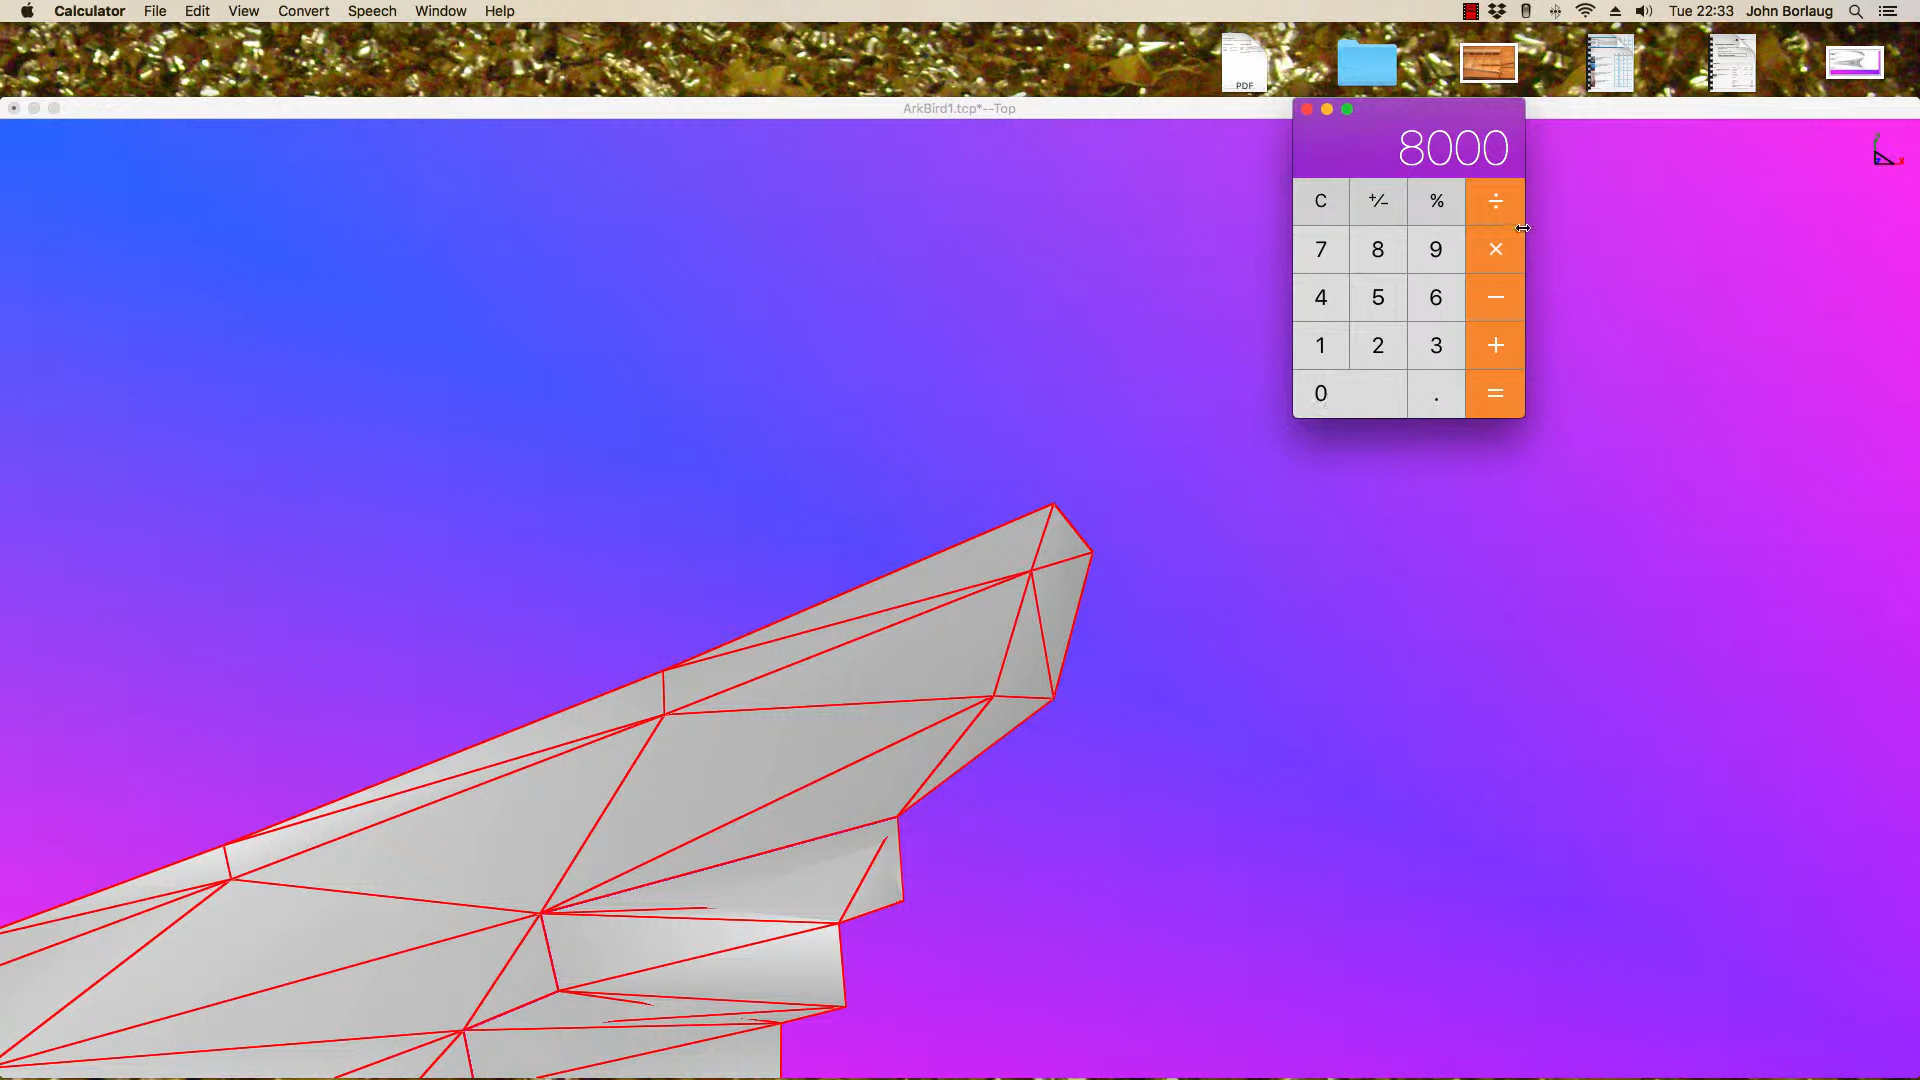 Calculator File Edit View Convert Speech Window Help Tue 22:33 John Borlaug
PDF
ArkBird1.tcp*--Top
8000
C +/− % ÷
7 8 9 ×
4 5 6 −
1 2 3 +
0 . =